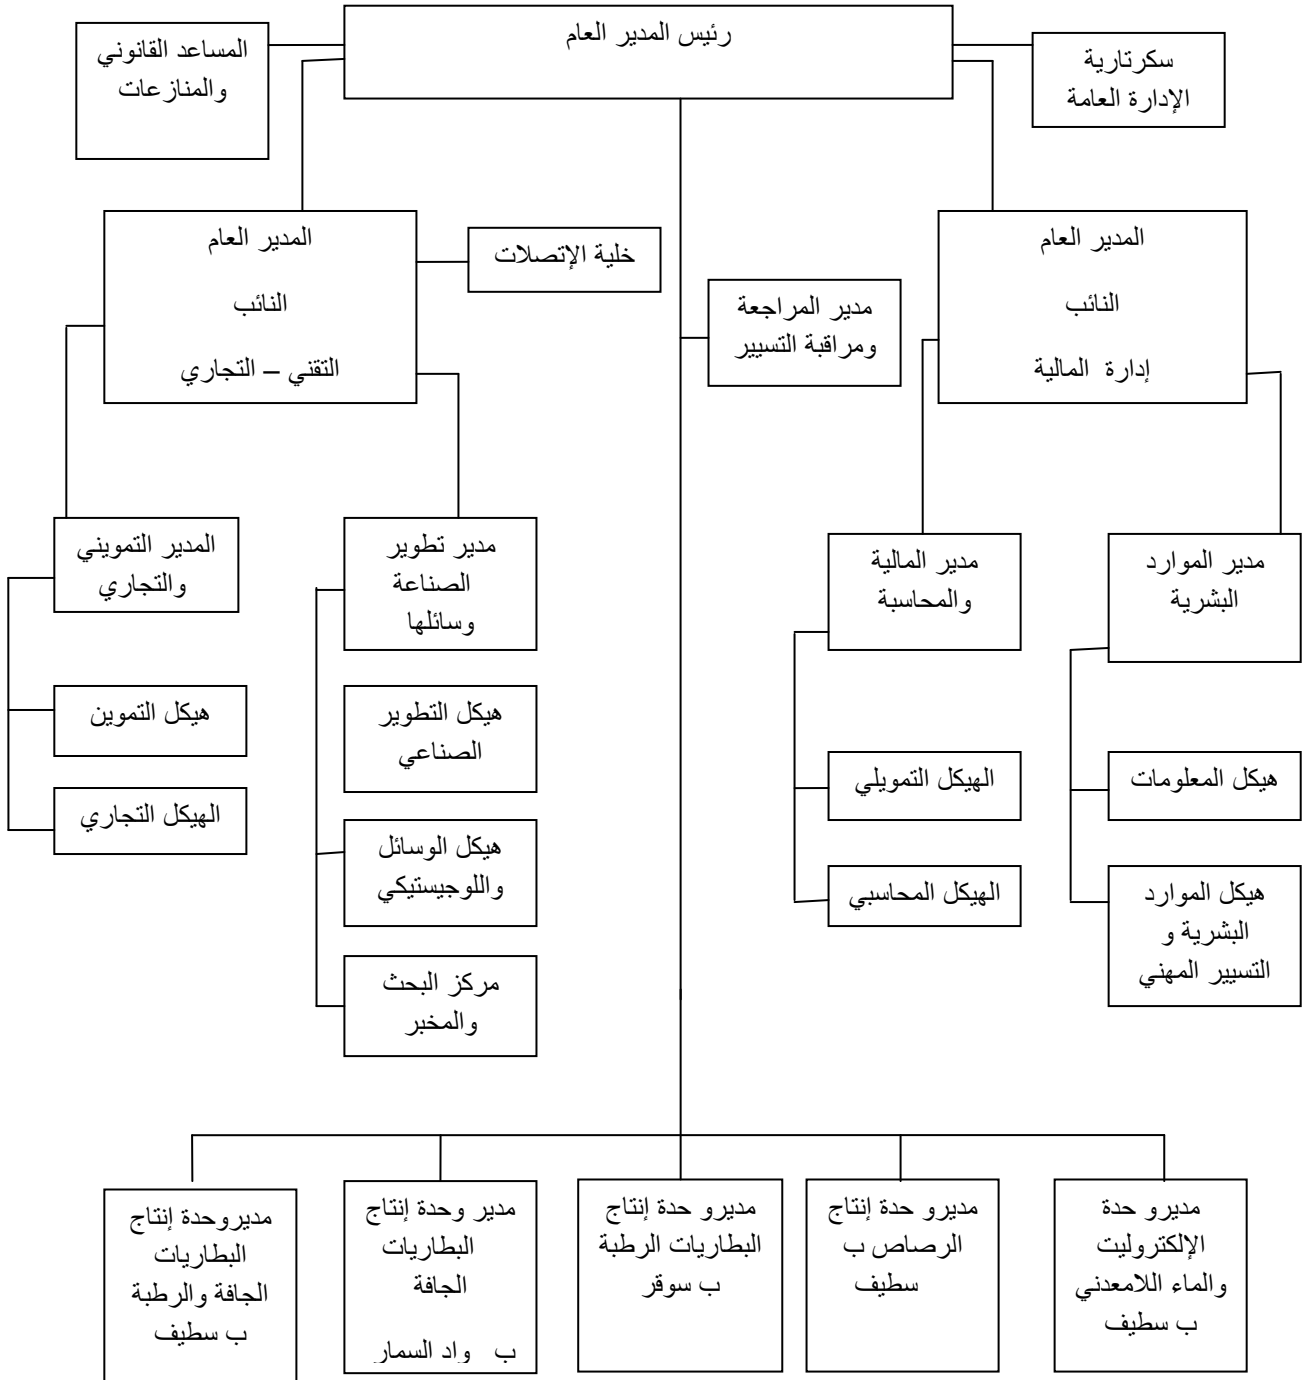 رئيس المدير العام
سكرتارية
الإدارة العامة
المساعد القانوني
والمنازعات
المدير العام
النائب
إدارة المالية
مدير المراجعة
ومراقبة التسيير
خلية الإتصلات
المدير العام
النائب
التقني – التجاري
مدير الموارد
البشرية
مدير المالية
والمحاسبة
مدير تطوير
الصناعة
وسائلها
المدير التمويني
والتجاري
هيكل المعلومات
الهيكل التمويلي
هيكل التطوير
الصناعي
هيكل التموين
هيكل الموارد
البشرية و
التسيير المهني
الهيكل المحاسبي
هيكل الوسائل
واللوجيستيكي
الهيكل التجاري
مركز البحث
والمخبر
مديرو حدة
الإلكتروليت
والماء اللامعدني
ب سطيف
مديرو حدة إنتاج
الرصاص ب
سطيف
مديرو حدة إنتاج
البطاريات الرطبة
ب سوقر
مدير وحدة إنتاج
البطاريات
الجافة
ب واد السمار
مديروحدة إنتاج
البطاريات
الجافة والرطبة
ب سطيف